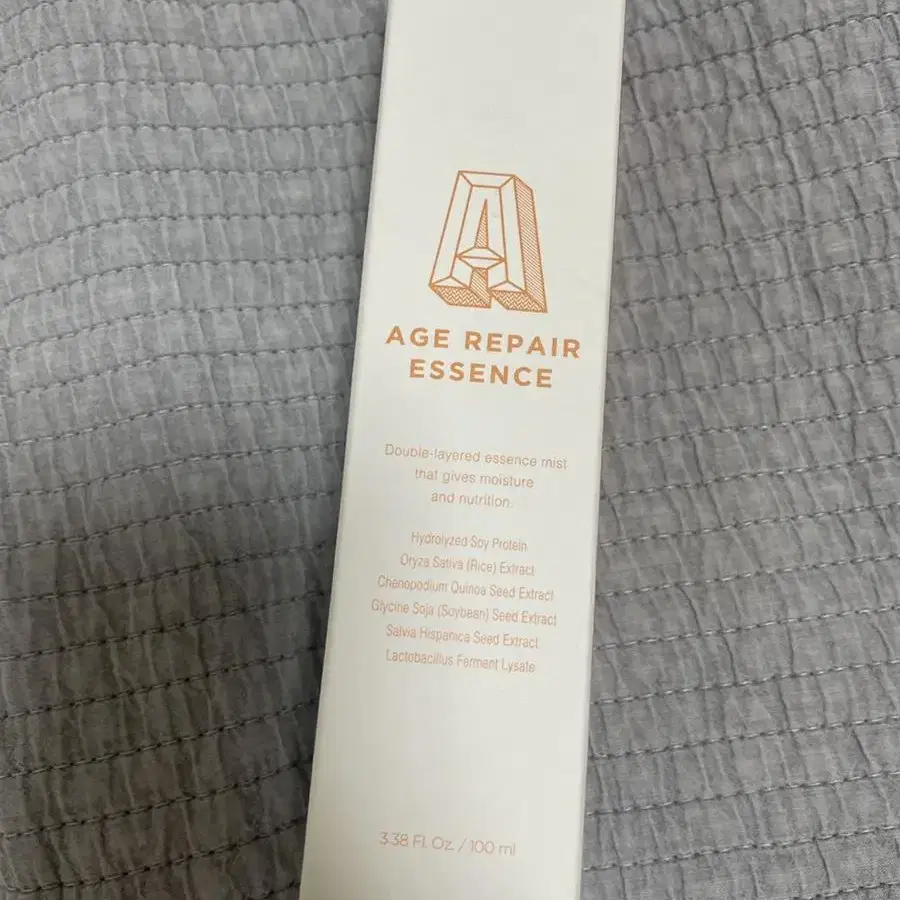 A
AGE REPAIR
ESSENCE
Double-layered essence mist
that gives moisture
and nutrition.
Hydrolyzed Soy Protein
Oryza Sativa (Rice) Extract
Chenopodium Quinoa Seed Extract
Glycine Soja (Soybean) Seed Extract
Salvia Hispanica Seed Extract
Lactobacillus Ferment Lysate
3.38 Fl. Oz. / 100 ml